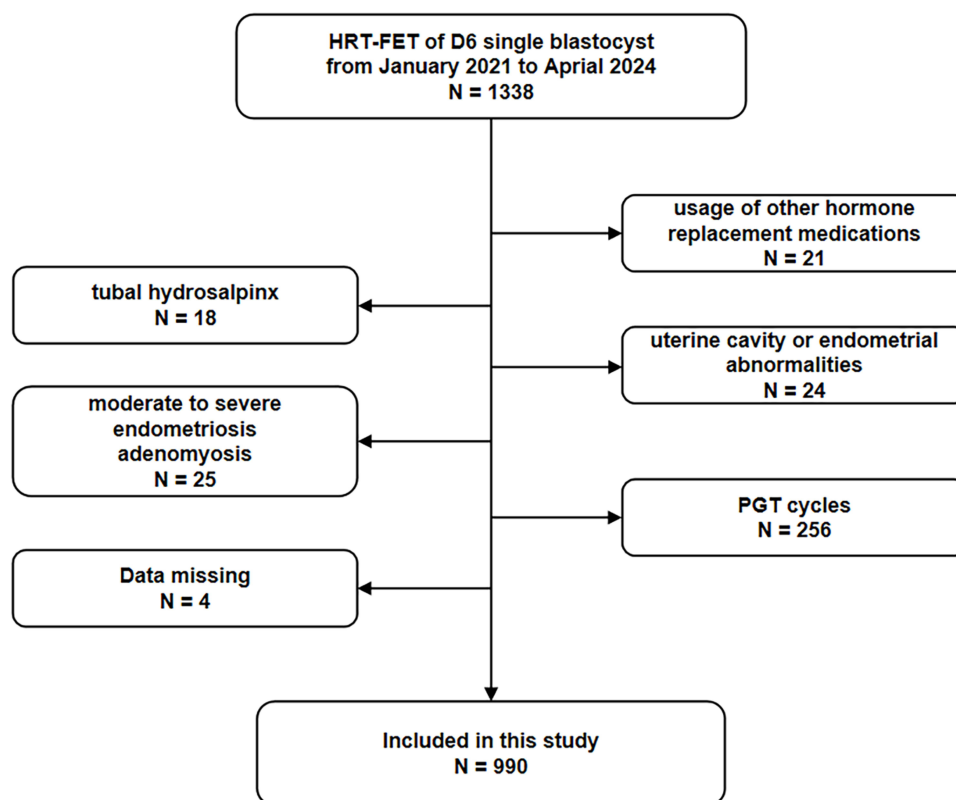 HRT-FET of D6 single blastocyst
from January 2021 to Aprial 2024
N = 1338
usage of other hormone
replacement medications
N = 21
tubal hydrosalpinx
N = 18
uterine cavity or endometrial
abnormalities
N = 24
moderate to severe
endometriosis
adenomyosis
N = 25
PGT cycles
N = 256
Data missing
N = 4
Included in this study
N = 990